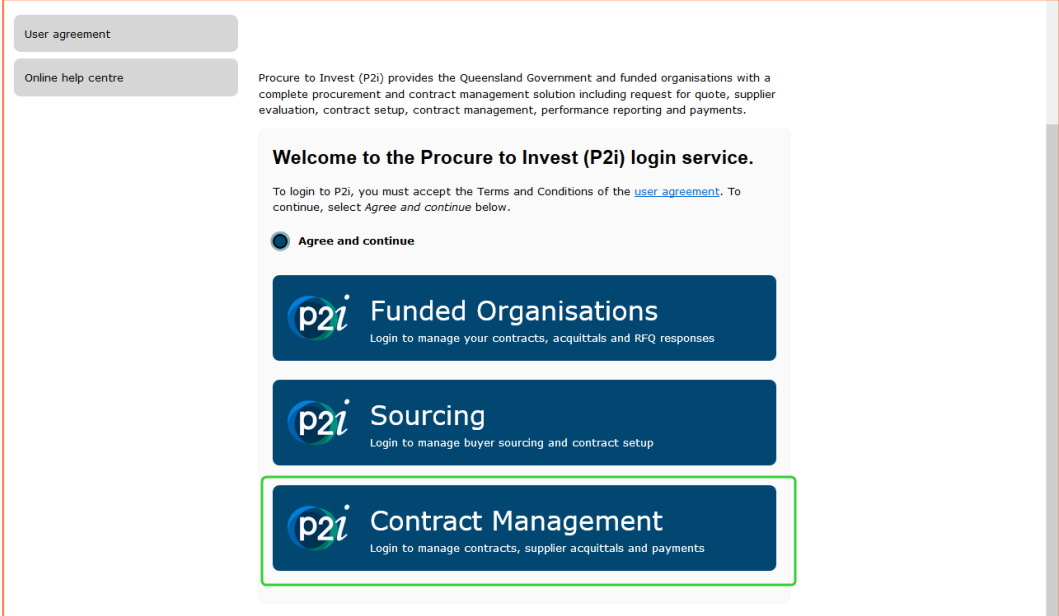 User agreement
Online help centre
Procure to Invest (P2i) provides the Queensland Government and funded organisations with a
complete procurement and contract management solution including request for quote, supplier
evaluation, contract setup, contract management, performance reporting and payments.
Welcome to the Procure to Invest (P2i) login service.
To login to P2i, you must accept the Terms and Conditions of the user agreement. To
continue, select Agree and continue below.
Agree and continue
p2i Funded Organisations
Login to manage your contracts, acquittals and RFQ responses
p2i Sourcing
Login to manage buyer sourcing and contract setup
p2i Contract Management
Login to manage contracts, supplier acquittals and payments